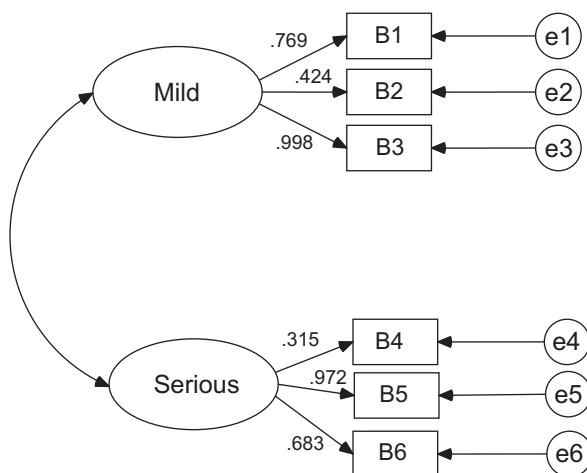 .769 B1 e1
Mild .424 B2 e2
.998 B3 e3
.315 B4 e4
Serious .972 B5 e5
.683 B6 e6